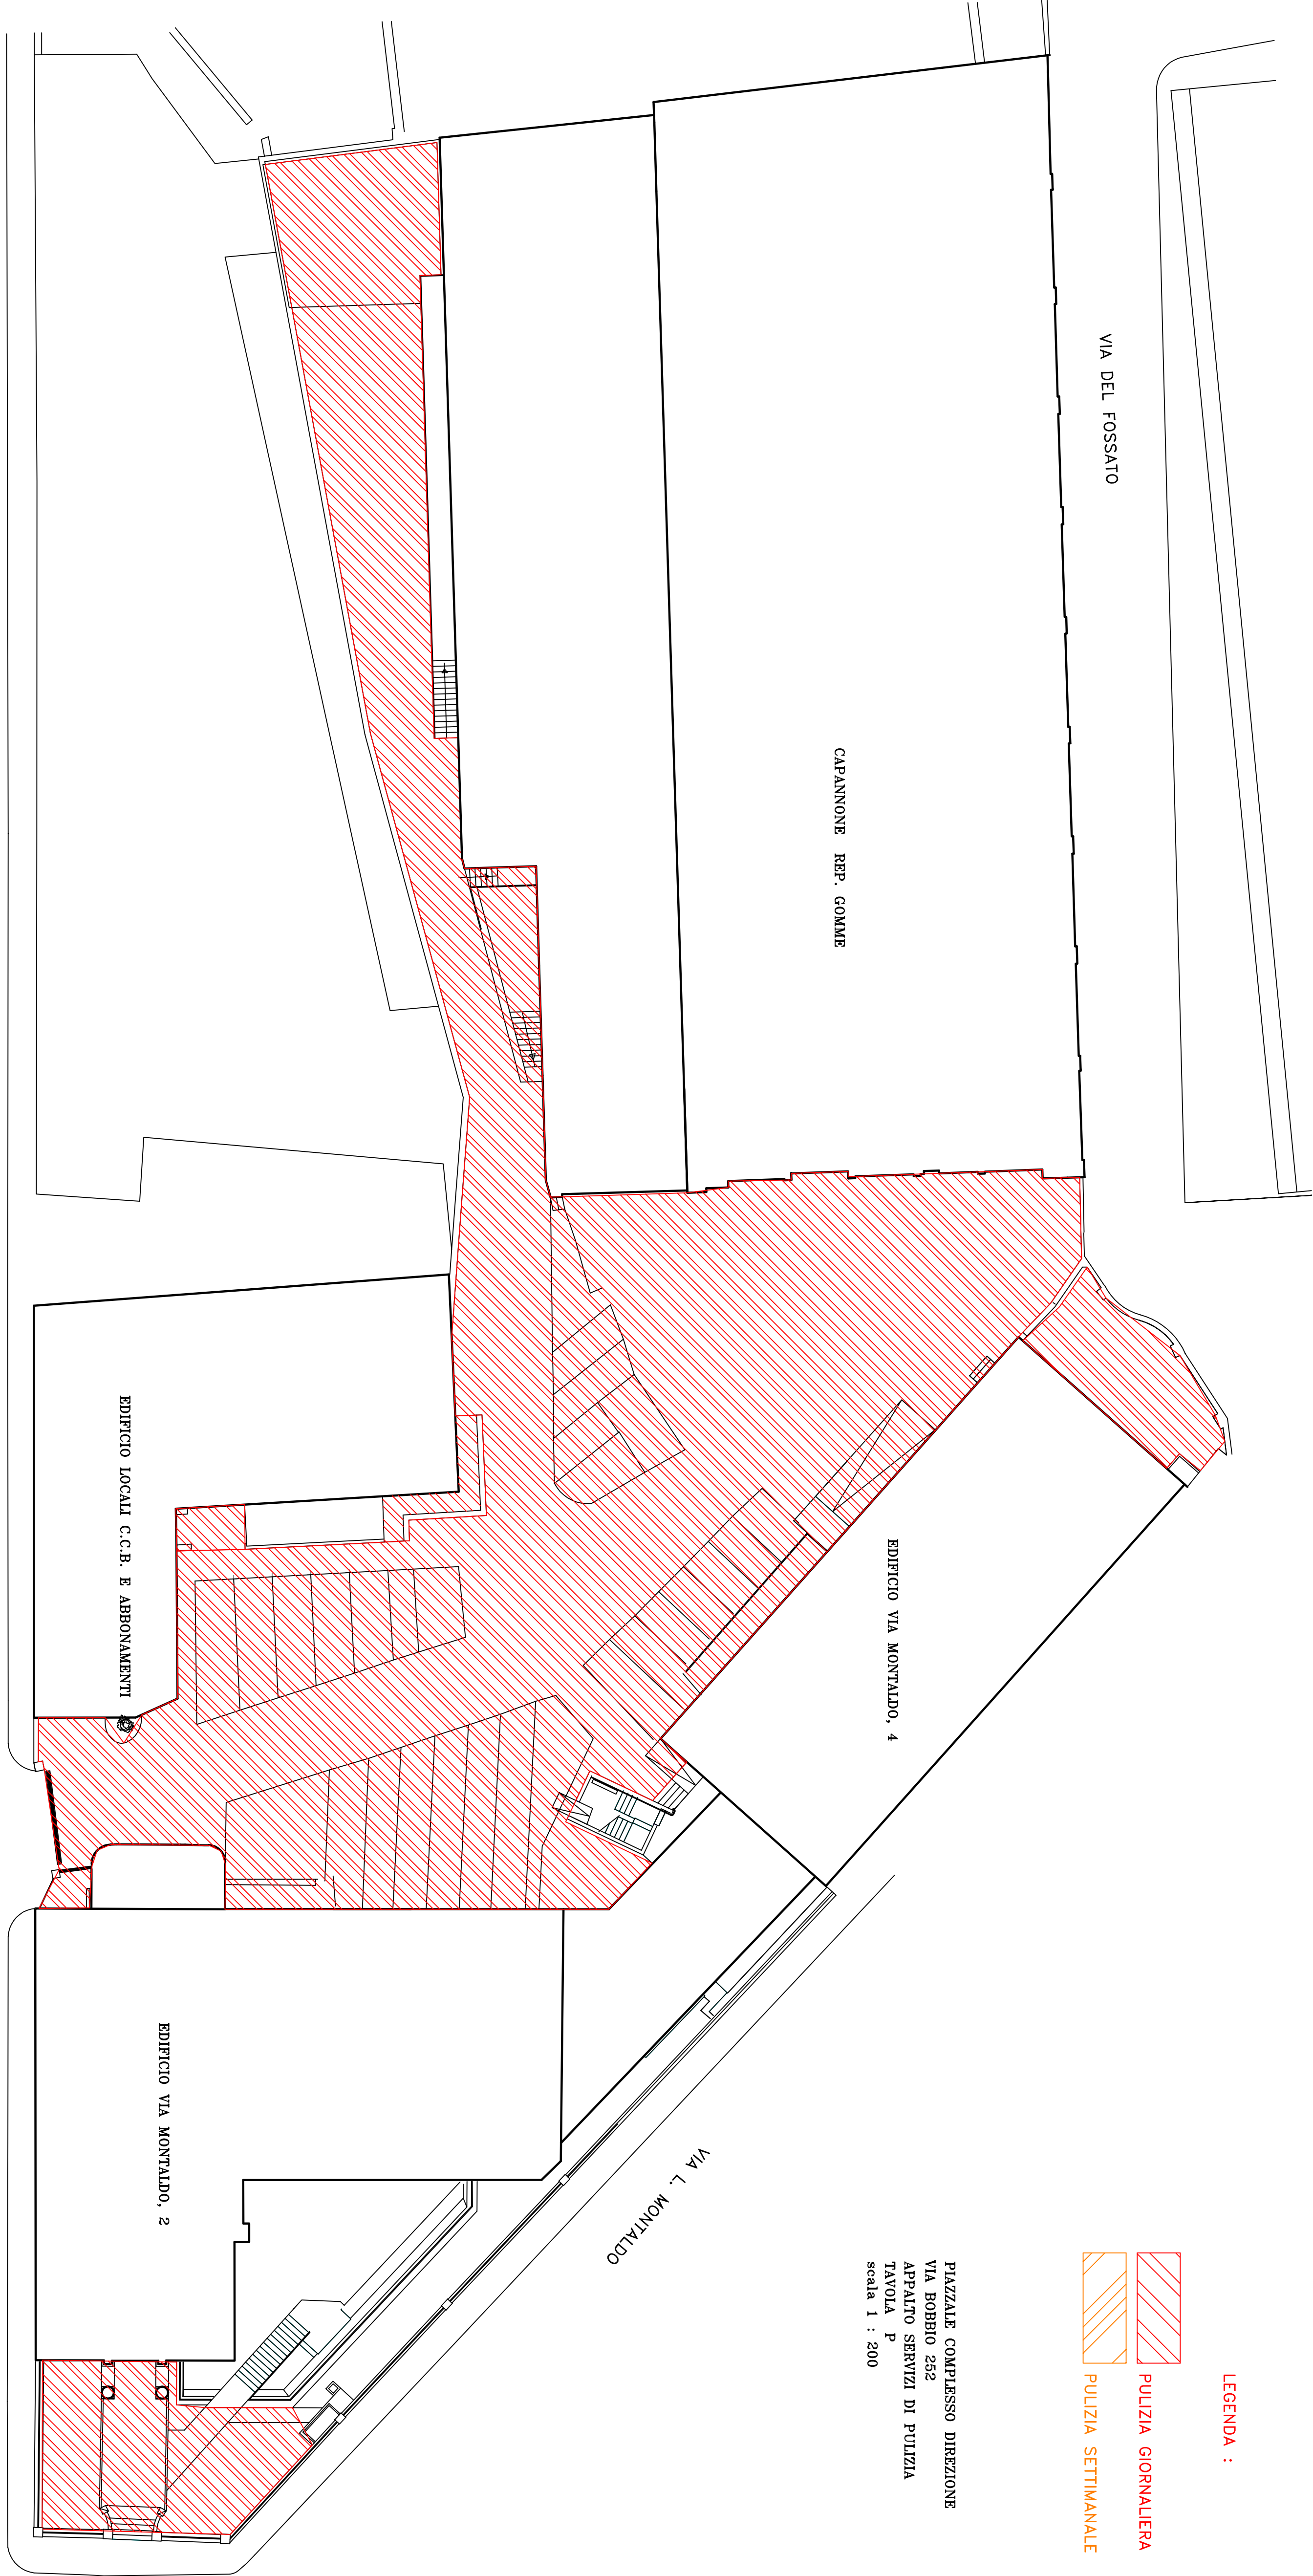 LEGENDA :
PULIZIA GIORNALIERA
PULIZIA SETTIMANALE
VIA DEL FOSSATO
PIAZZALE COMPLESSO DIREZIONE
VIA BOBBIO 252
APPALTO SERVIZI DI PULIZIA
TAVOLA P
scala 1 : 200
EDIFICIO VIA MONTALDO, 4
CAPANNONE REP. GOMME
VIA L. MONTALDO
EDIFICIO VIA MONTALDO, 2
EDIFICIO LOCALI C.C.B. E ABBONAMENTI